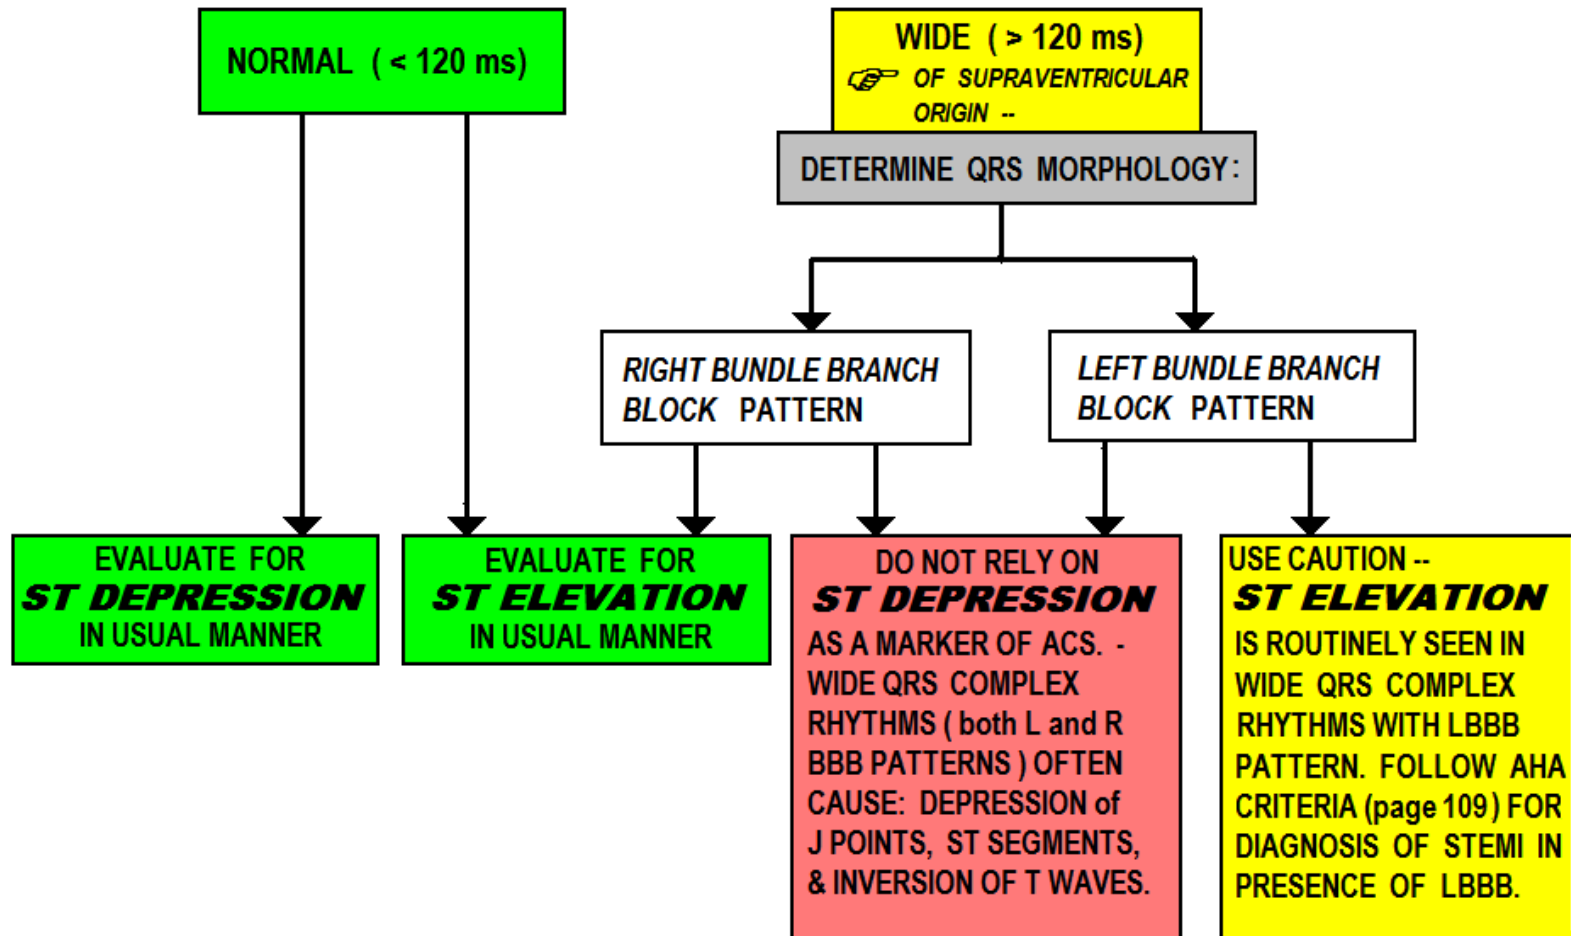 NORMAL ( < 120 ms)
WIDE ( > 120 ms)
OF SUPRAVENTRICULAR
ORIGIN --
DETERMINE QRS MORPHOLOGY:
RIGHT BUNDLE BRANCH
BLOCK PATTERN
LEFT BUNDLE BRANCH
BLOCK PATTERN
EVALUATE FOR
ST DEPRESSION
IN USUAL MANNER
EVALUATE FOR
ST ELEVATION
IN USUAL MANNER
DO NOT RELY ON
ST DEPRESSION
AS A MARKER OF ACS. -
WIDE QRS COMPLEX
RHYTHMS ( both L and R
BBB PATTERNS ) OFTEN
CAUSE: DEPRESSION of
J POINTS, ST SEGMENTS,
& INVERSION OF T WAVES.
USE CAUTION --
ST ELEVATION
IS ROUTINELY SEEN IN
WIDE QRS COMPLEX
RHYTHMS WITH LBBB
PATTERN. FOLLOW AHA
CRITERIA (page 109 ) FOR
DIAGNOSIS OF STEMI IN
PRESENCE OF LBBB.